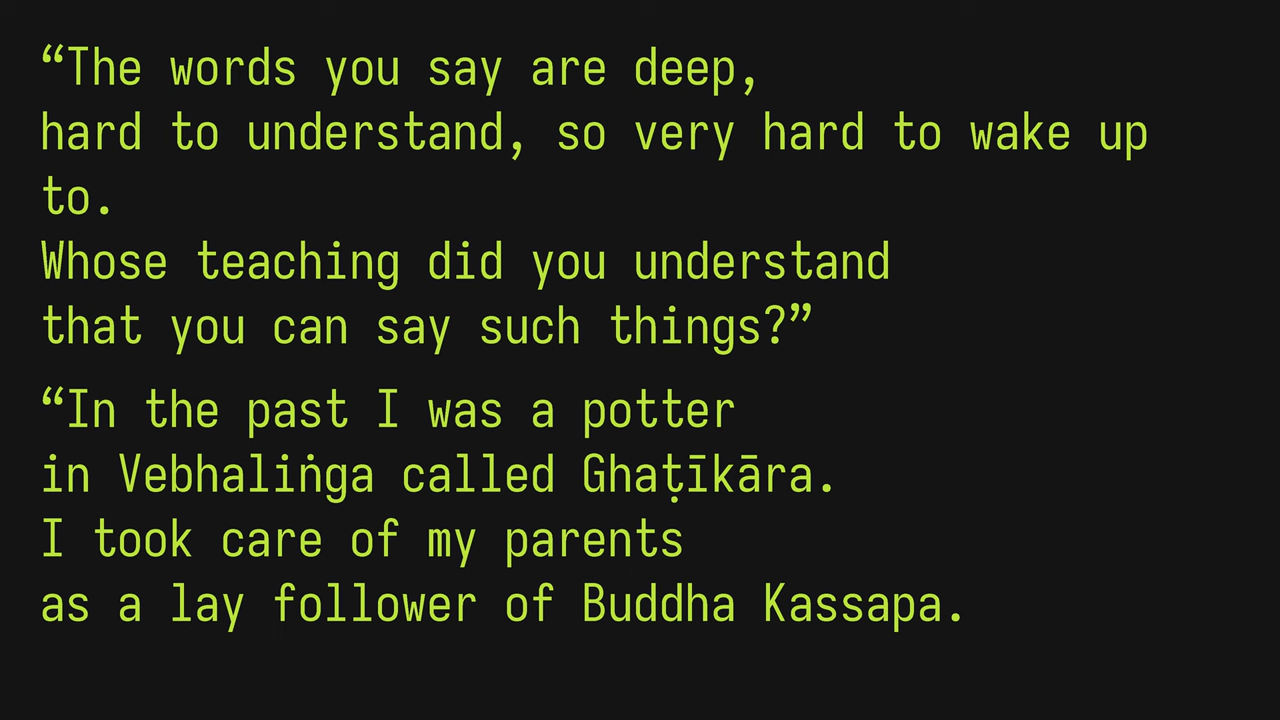 “The words you say are deep,
hard to understand, so very hard to wake up
to.
Whose teaching did you understand
that you can say such things?”
“In the past I was a potter
in Vebhaliṅga called Ghaṭīkāra.
I took care of my parents
as a lay follower of Buddha Kassapa.